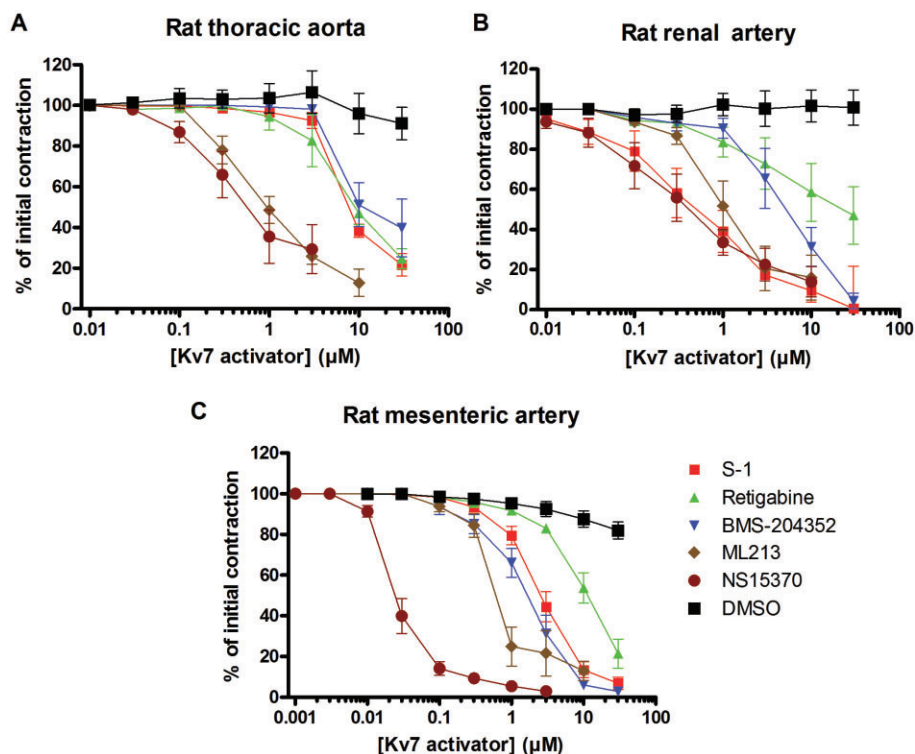 A
Rat thoracic aorta
120
100
80
60
40
20
0
% of initial contraction
0.01 0.1 1 10 100
[Kv7 activator] (µM)
B
Rat renal artery
120
100
80
60
40
20
0
% of initial contraction
0.01 0.1 1 10 100
[Kv7 activator] (µM)
C
Rat mesenteric artery
120
100
80
60
40
20
0
% of initial contraction
0.001 0.01 0.1 1 10 100
[Kv7 activator] (µM)
S-1
Retigabine
BMS-204352
ML213
NS15370
DMSO